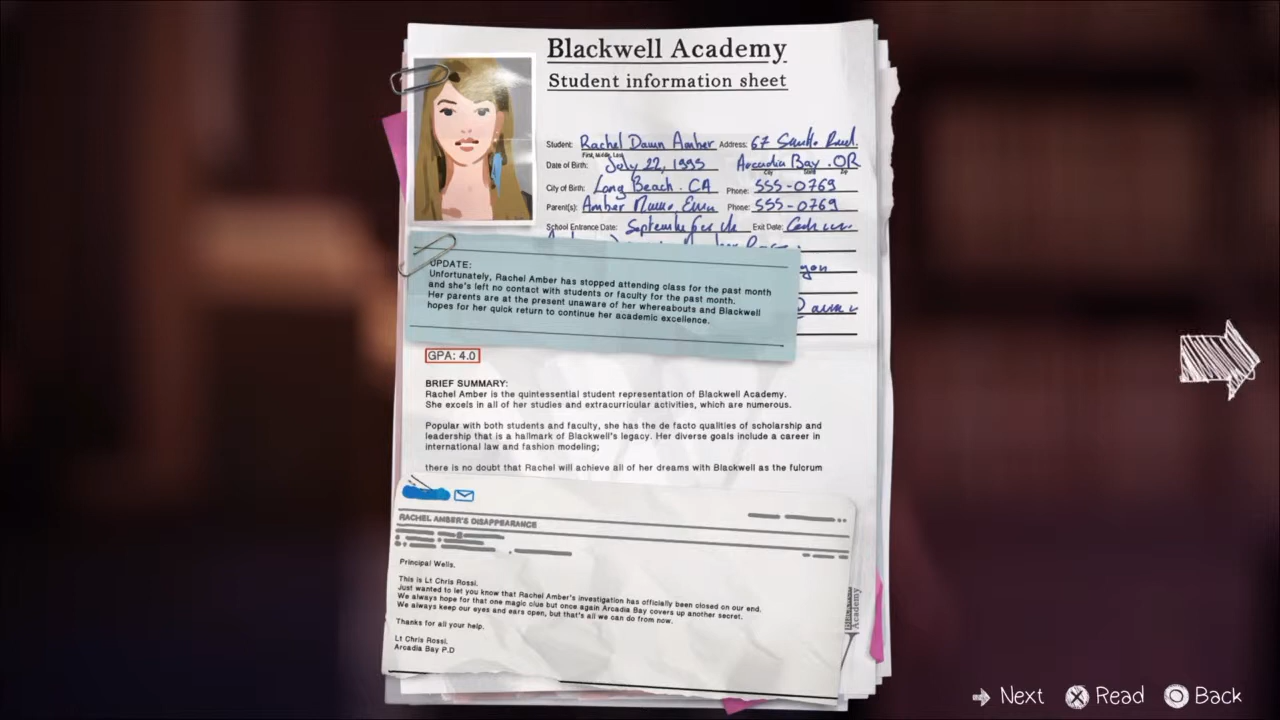 Blackwell Academy
Student information sheet
Student: Rachel Dawn Amber Address: 67
First, Middle, Last
Date of Birth: July 22, 1995 Arcadia Bay . OR
City State Zip
City of Birth: Long Beach . CA Phone: 555-0769
Parent(s): Amber Phone: 555-0769
School Entrance Date: September Exit Date:
UPDATE:
Unfortunately, Rachel Amber has stopped attending class for the past month
and she's left no contact with students or faculty for the past month.
Her parents are at the present unaware of her whereabouts and Blackwell
hopes for her quick return to continue her academic excellence.
GPA: 4.0
BRIEF SUMMARY:
Rachel Amber is the quintessential student representation of Blackwell Academy.
She excels in all of her studies and extracurricular activities, which are numerous.
Popular with both students and faculty, she has the de facto qualities of scholarship and
leadership that is a hallmark of Blackwell's legacy. Her diverse goals include a career in
international law and fashion modeling;
there is no doubt that Rachel will achieve all of her dreams with Blackwell as the fulcrum
RACHEL AMBER'S DISAPPEARANCE
Principal Wells,
This is Lt Chris Rossi.
Just wanted to let you know that Rachel Amber's investigation has officially been closed on our end.
We always hope for that one magic clue but once again Arcadia Bay covers up another secret.
We always keep our eyes and ears open, but that's all we can do from now.
Thanks for all your help,
Lt Chris Rossi.
Arcadia Bay P.D
Academy
Next Read Back